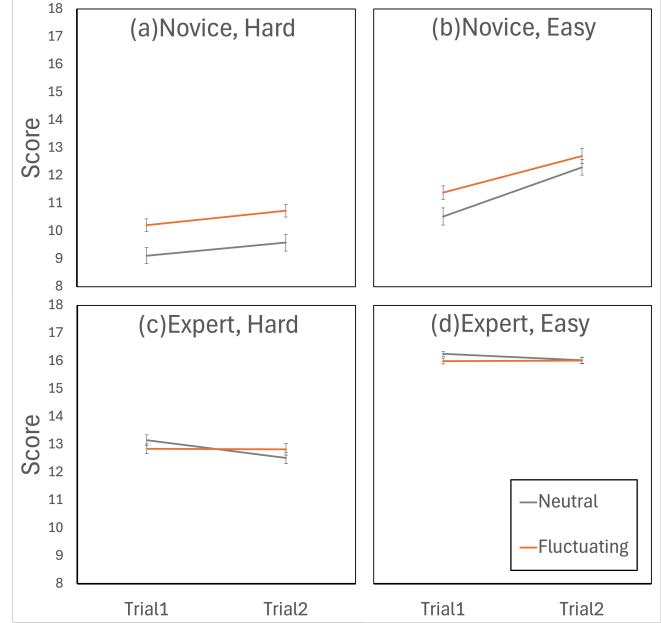 18
17
16
15
14
13
12
11
10
9
8
Score
(a)Novice, Hard
(b)Novice, Easy
18
17
16
15
14
13
12
11
10
9
8
Score
(c)Expert, Hard
(d)Expert, Easy
Neutral
Fluctuating
Trial1 Trial2 Trial1 Trial2